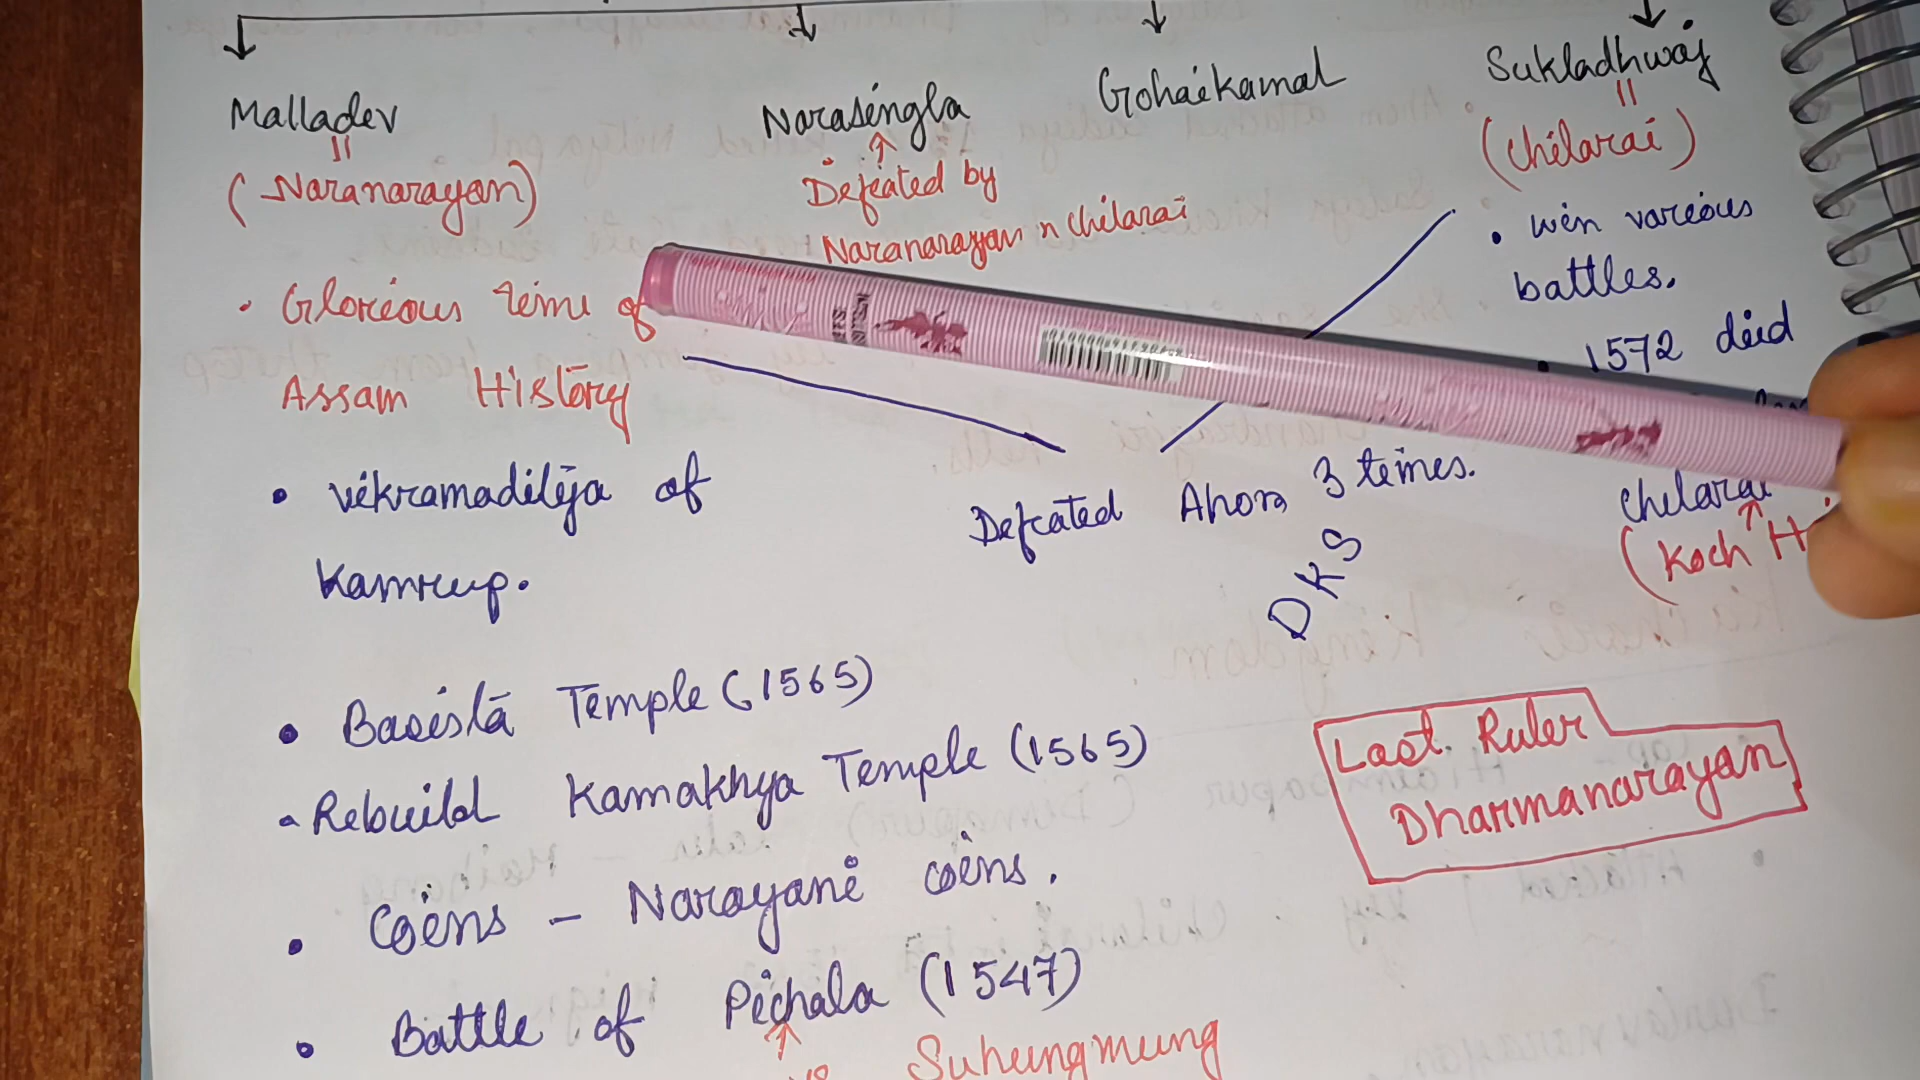 Malladev
Narasingla
Gohaikamal
Sukladhwaj
(Naranarayan)
Defeated by
Naranarayan n chilarai
(chilarai)
• Glorious time of
Assam History
• win various
battles.
• 1572 died
• vikramaditya of
Kamrup.
Defeated Ahom 3 times.
DKS
chilarai
(Koch H
• Basista Temple (1565)
• Rebuild Kamakhya Temple (1565)
• Coins - Narayani coins.
• Battle of Pichala (1547)
Suhungmung
Last Ruler
Dharmanarayan